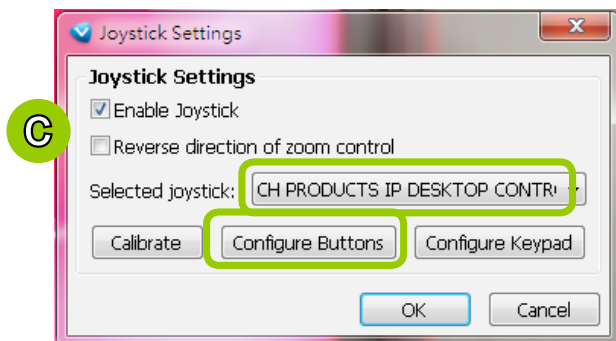 Joystick Settings
Joystick Settings
Enable Joystick
C
Reverse direction of zoom control
Selected joystick: CH PRODUCTS IP DESKTOP CONTR
Calibrate Configure Buttons Configure Keypad
OK Cancel